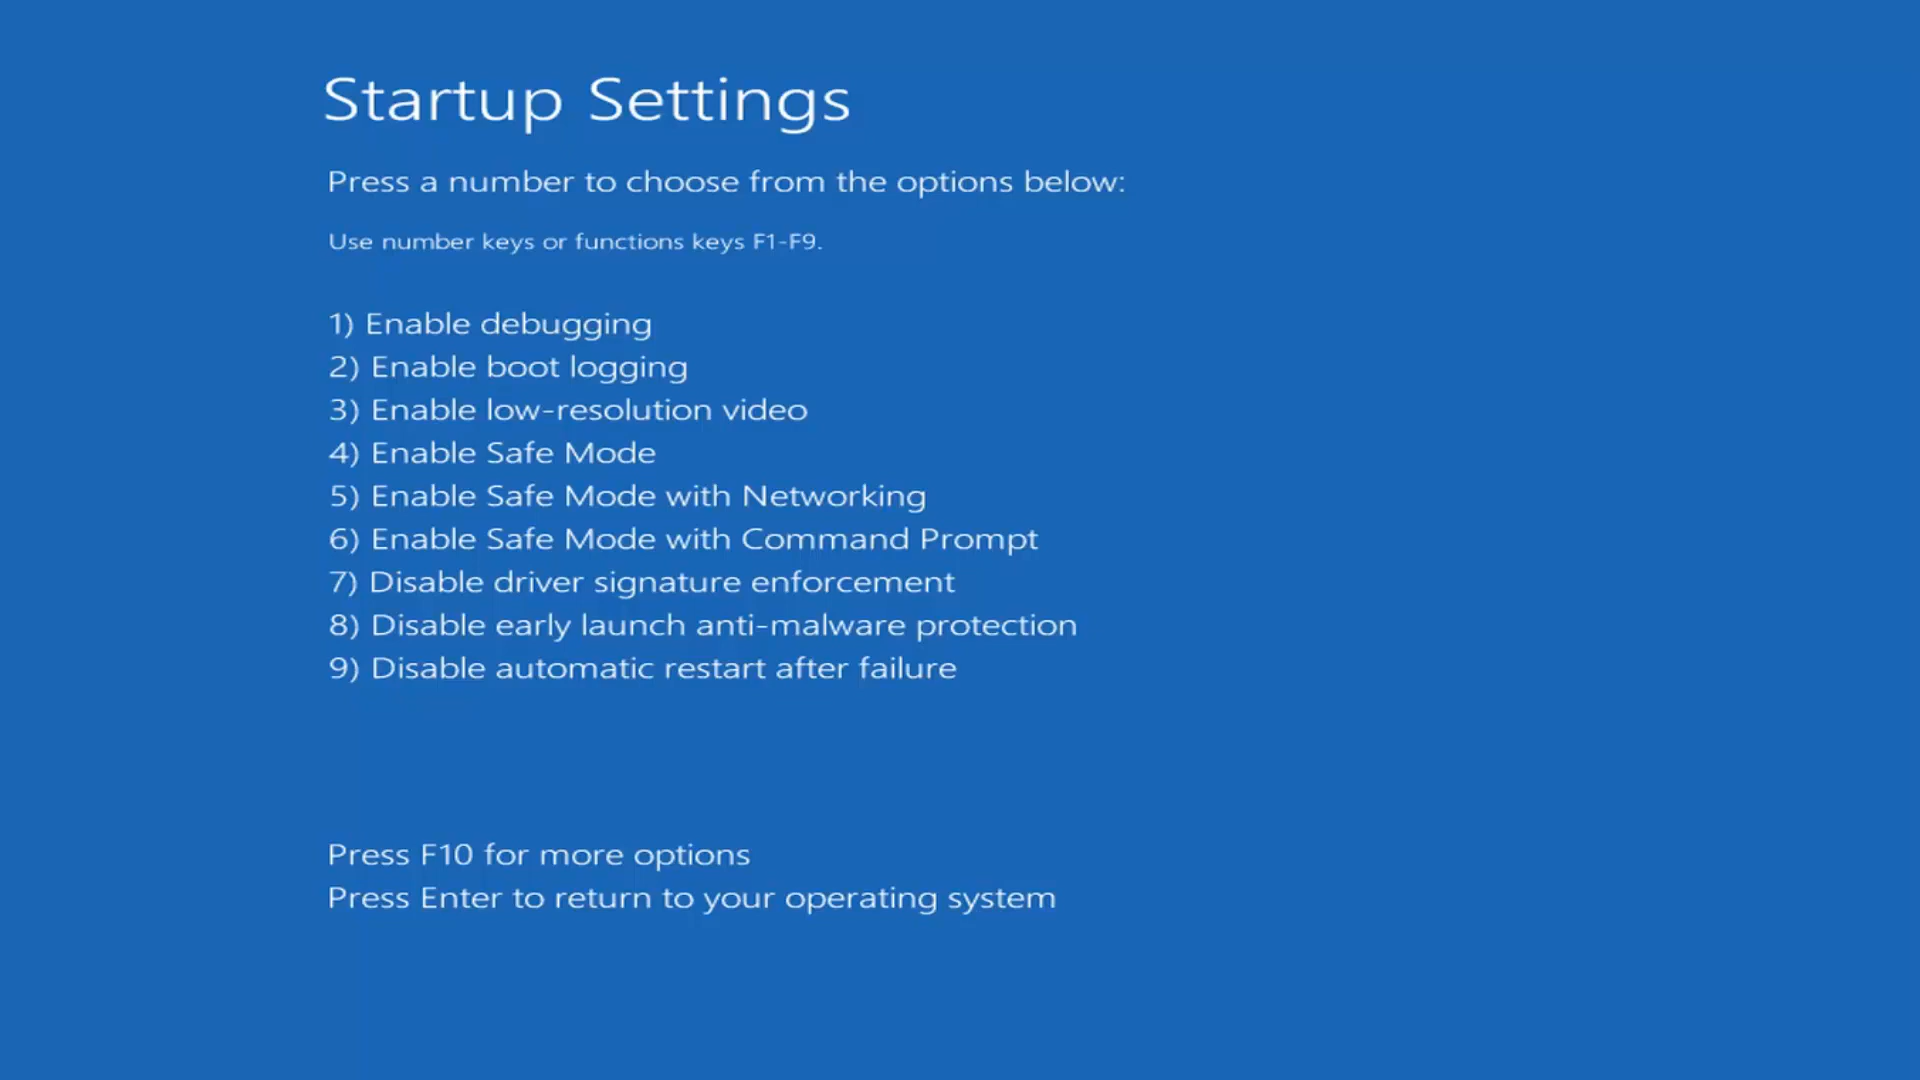 Startup Settings
Press a number to choose from the options below:
Use number keys or functions keys F1-F9.
1) Enable debugging
2) Enable boot logging
3) Enable low-resolution video
4) Enable Safe Mode
5) Enable Safe Mode with Networking
6) Enable Safe Mode with Command Prompt
7) Disable driver signature enforcement
8) Disable early launch anti-malware protection
9) Disable automatic restart after failure
Press F10 for more options
Press Enter to return to your operating system